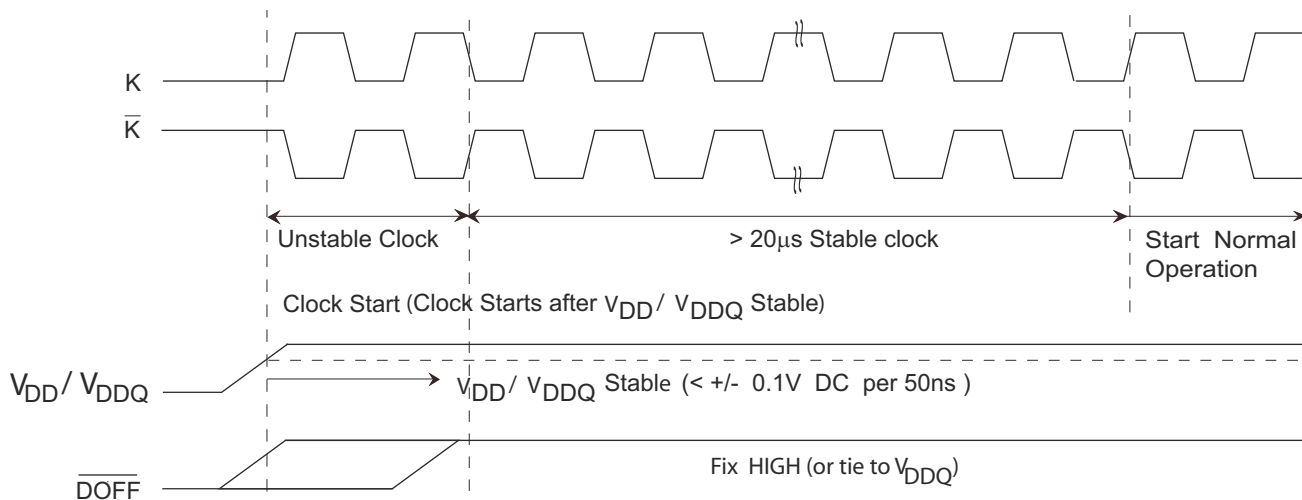 K
K̅
Unstable Clock
> 20μs Stable clock
Start Normal
Operation
Clock Start (Clock Starts after VDD / VDDQ Stable)
VDD / VDDQ
VDD / VDDQ Stable (< +/- 0.1V DC per 50ns )
Fix HIGH (or tie to VDDQ)
D̅O̅F̅F̅